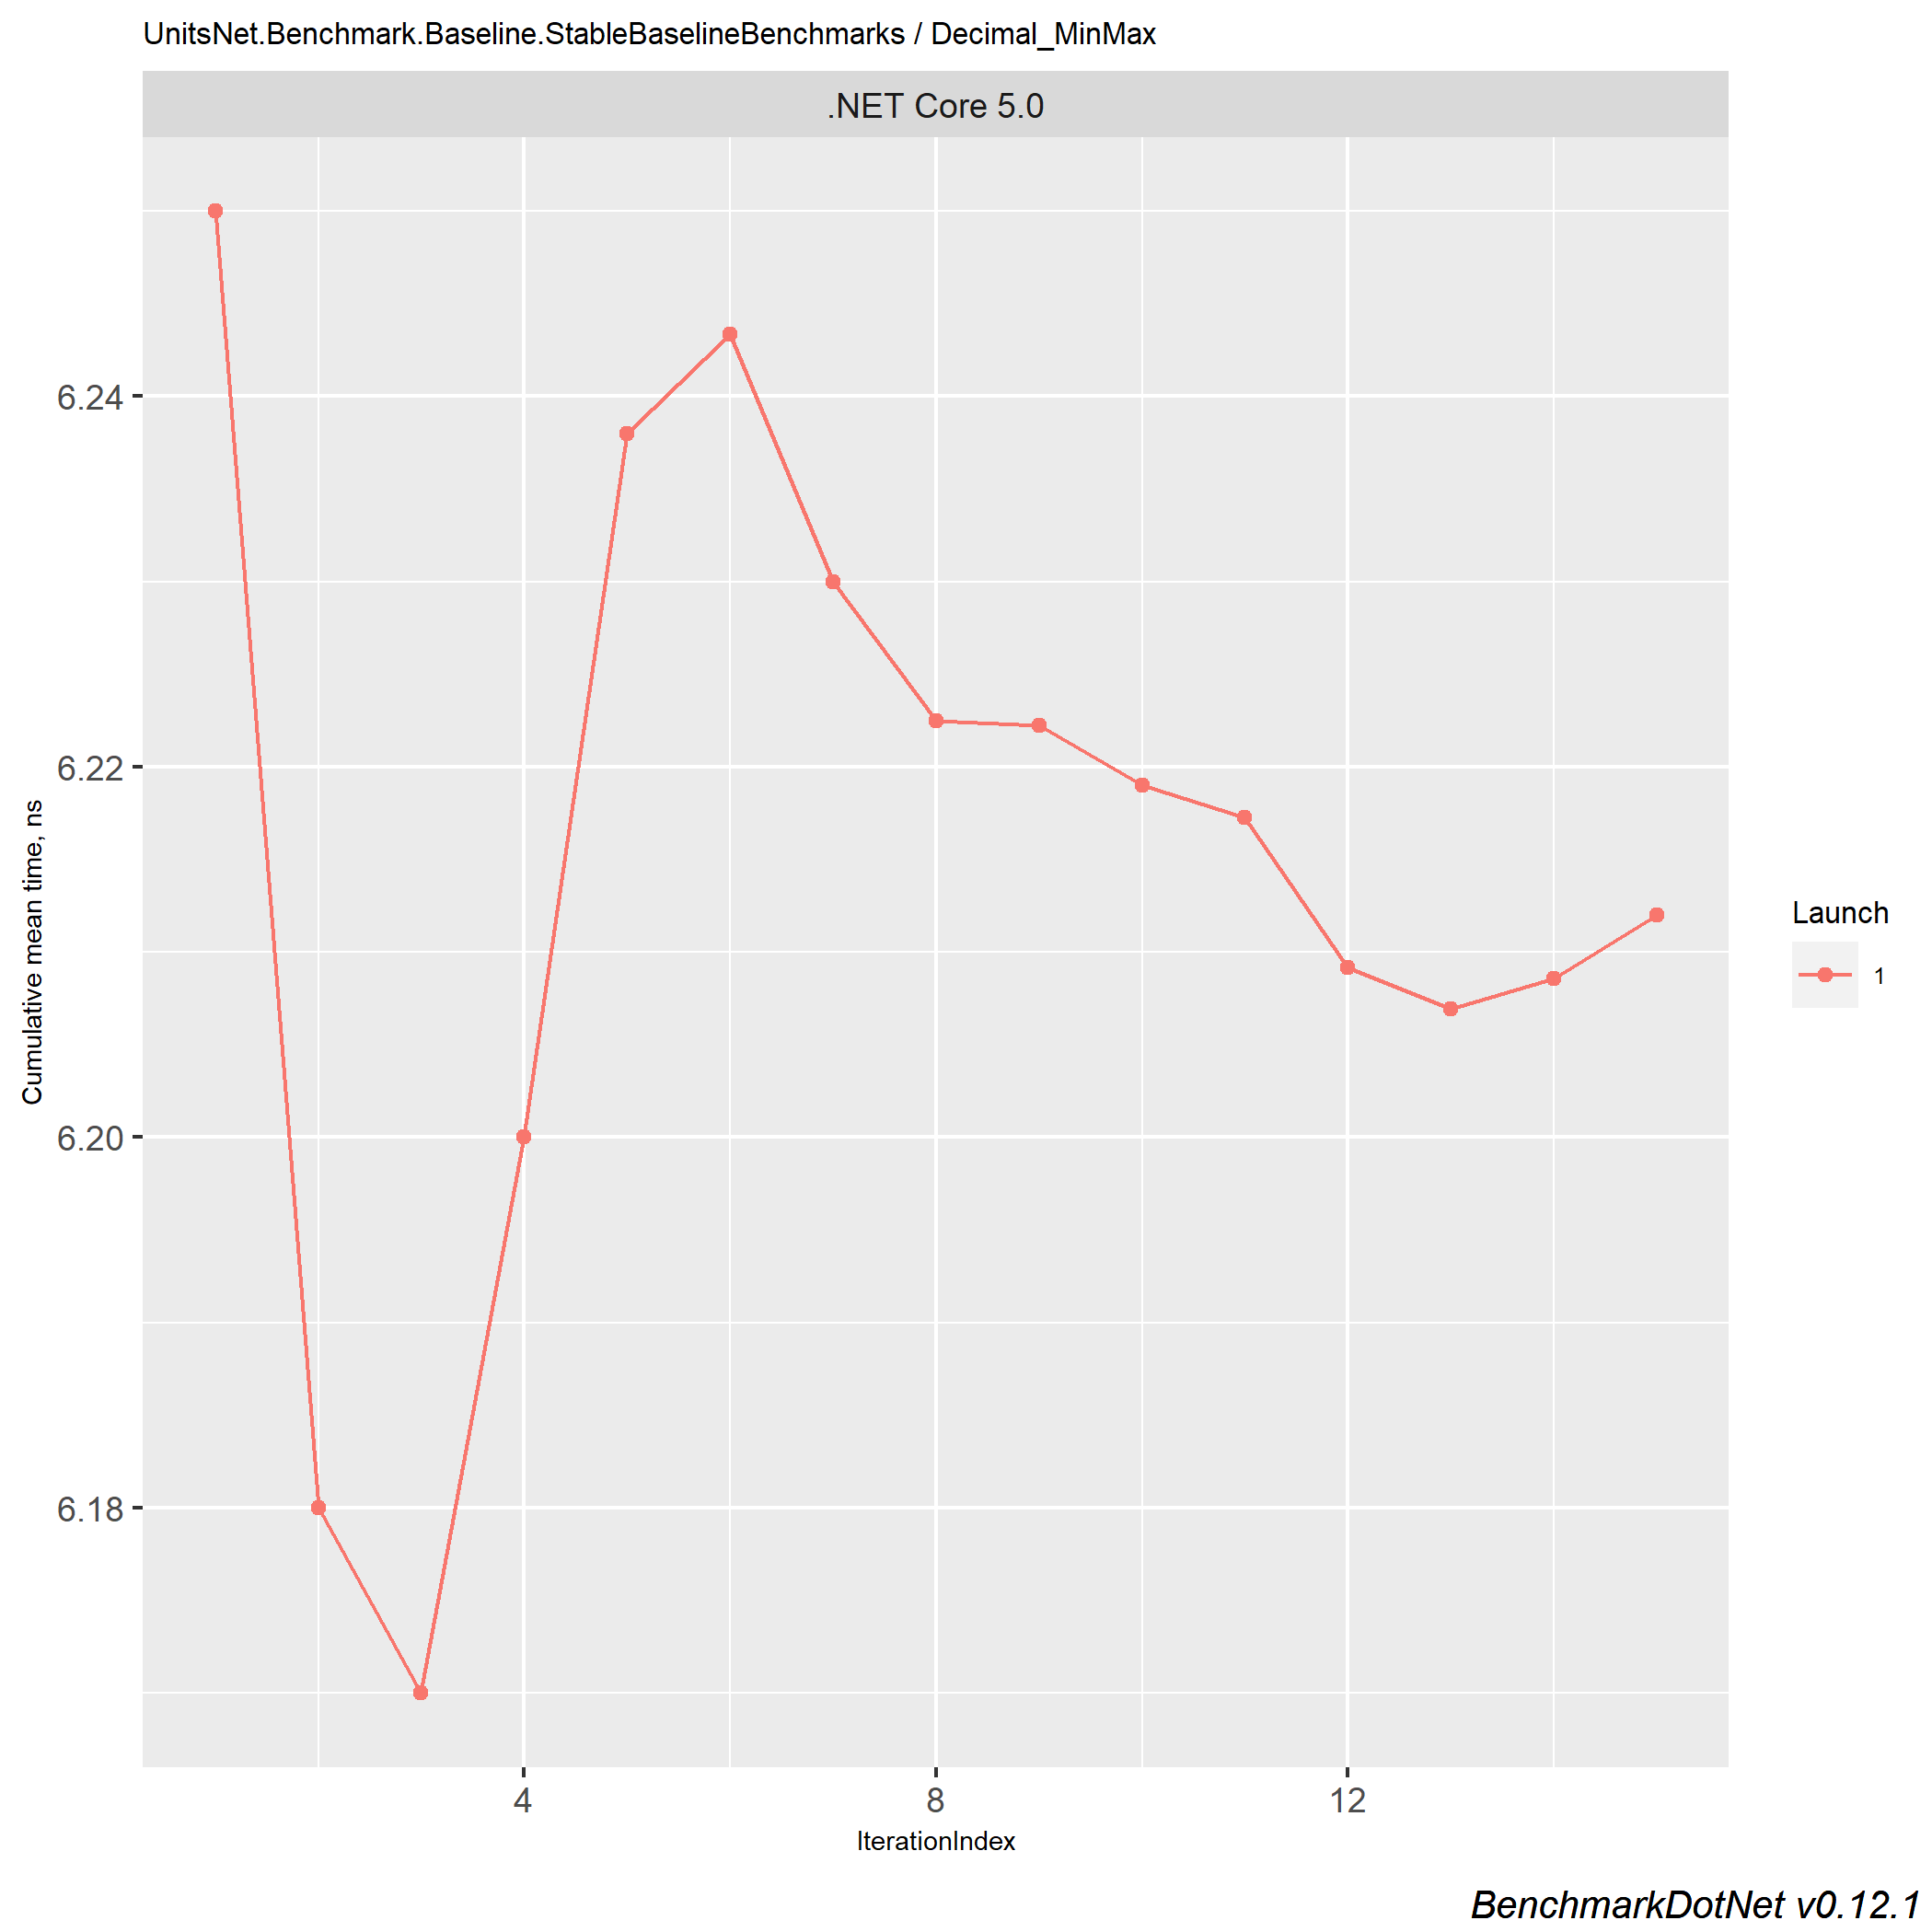 UnitsNet.Benchmark.Baseline.StableBaselineBenchmarks / Decimal_MinMax
.NET Core 5.0
6.24
6.22
6.20
6.18
Cumulative mean time, ns
4 8 12
IterationIndex
Launch
1
BenchmarkDotNet v0.12.1